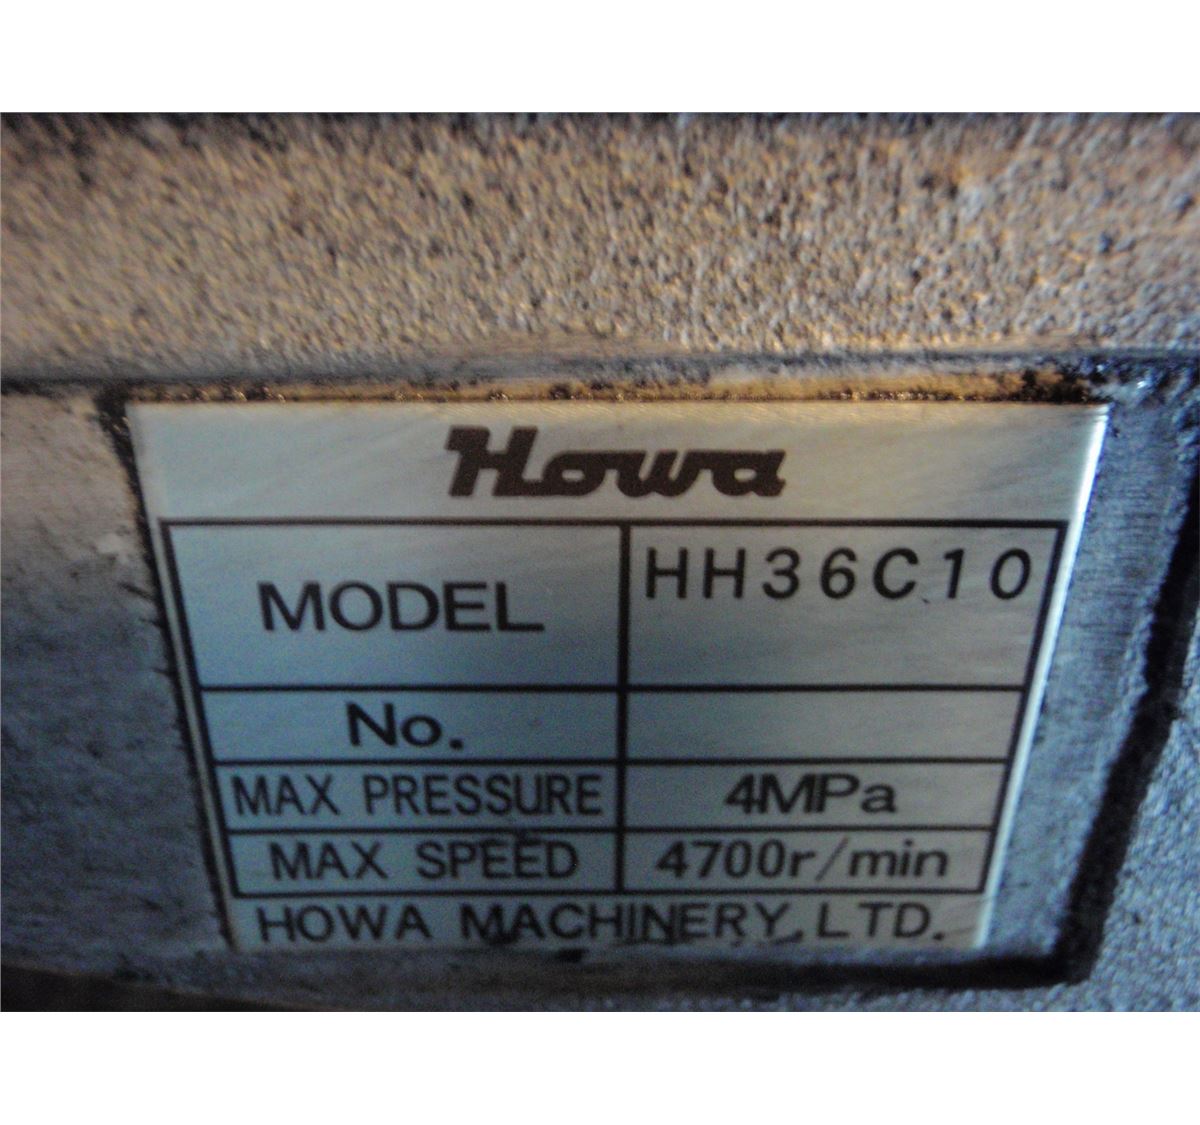 Howa
MODEL HH36C10
No.
MAX PRESSURE 4MPa
MAX SPEED 4700r/min
HOWA MACHINERY,LTD.